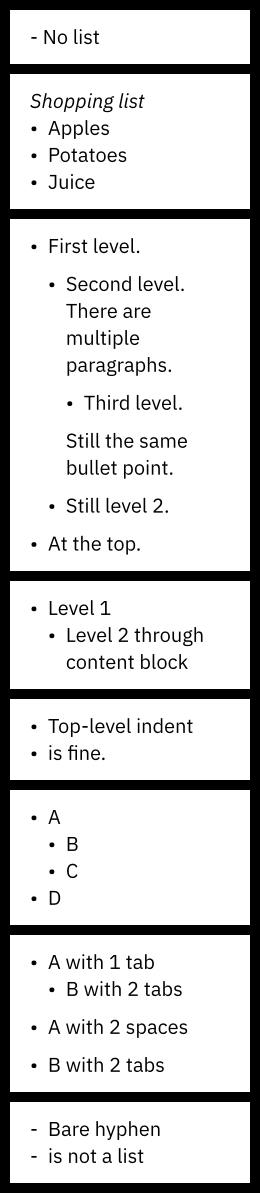 - No list
Shopping list
• Apples
• Potatoes
• Juice
• First level.
• Second level.
There are
multiple
paragraphs.
• Third level.
Still the same
bullet point.
• Still level 2.
• At the top.
• Level 1
• Level 2 through
content block
• Top-level indent
• is fine.
• A
• B
• C
• D
• A with 1 tab
• B with 2 tabs
• A with 2 spaces
• B with 2 tabs
- Bare hyphen
- is not a list